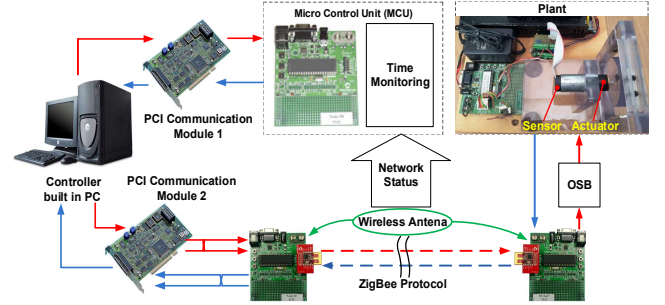 Micro Control Unit (MCU)
Plant
Time
Monitoring
PCI Communication
Module 1
Sensor
Actuator
Controller
built in PC
PCI Communication
Module 2
Network
Status
OSB
Wireless Antena
ZigBee Protocol